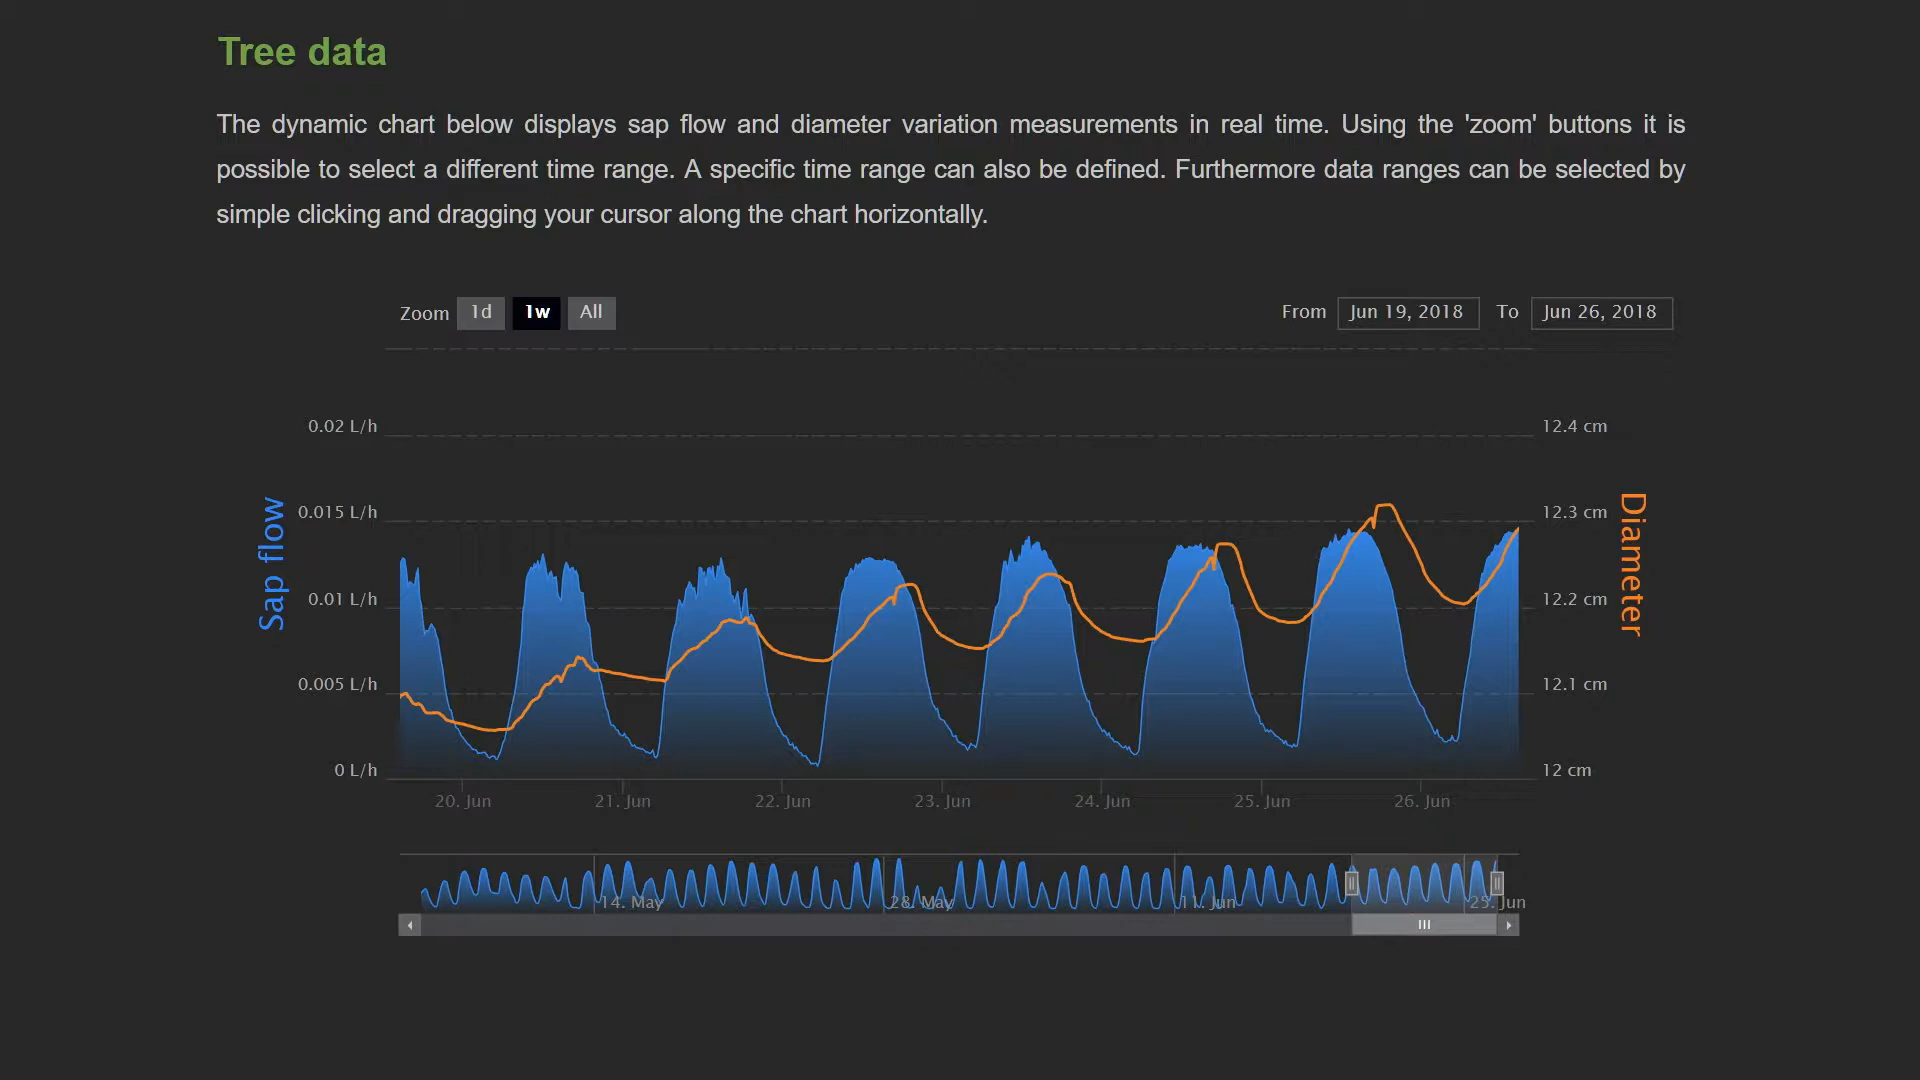 Tree data
The dynamic chart below displays sap flow and diameter variation measurements in real time. Using the 'zoom' buttons it is
possible to select a different time range. A specific time range can also be defined. Furthermore data ranges can be selected by
simple clicking and dragging your cursor along the chart horizontally.
Zoom 1d 1w All From Jun 19, 2018 To Jun 26, 2018
0.02 L/h 12.4 cm
0.015 L/h 12.3 cm
Sap flow
Diameter
0.01 L/h 12.2 cm
0.005 L/h 12.1 cm
0 L/h 12 cm
20. Jun 21. Jun 22. Jun 23. Jun 24. Jun 25. Jun 26. Jun
14. May 28. May 11. Jun 25. Jun